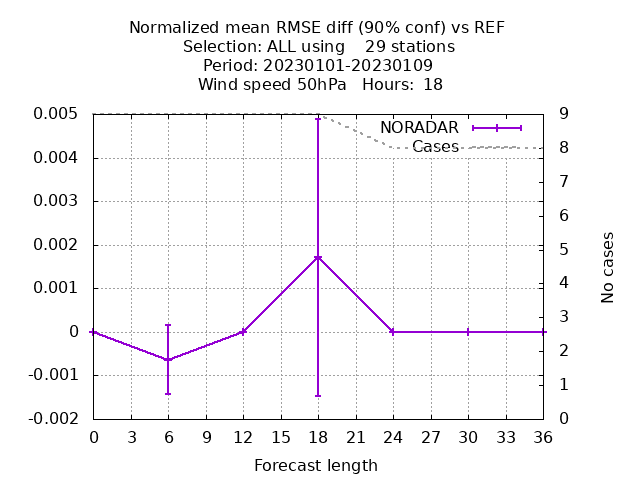 Normalized mean RMSE diff (90% conf) vs REF
Selection: ALL using    29 stations
Period: 20230101-20230109
Wind speed 50hPa   Hours:  18
0.005
0.004
0.003
0.002
0.001
0
-0.001
-0.002
NORADAR
Cases
9
8
7
6
5
4
3
2
1
0
No cases
0 3 6 9 12 15 18 21 24 27 30 33 36
Forecast length